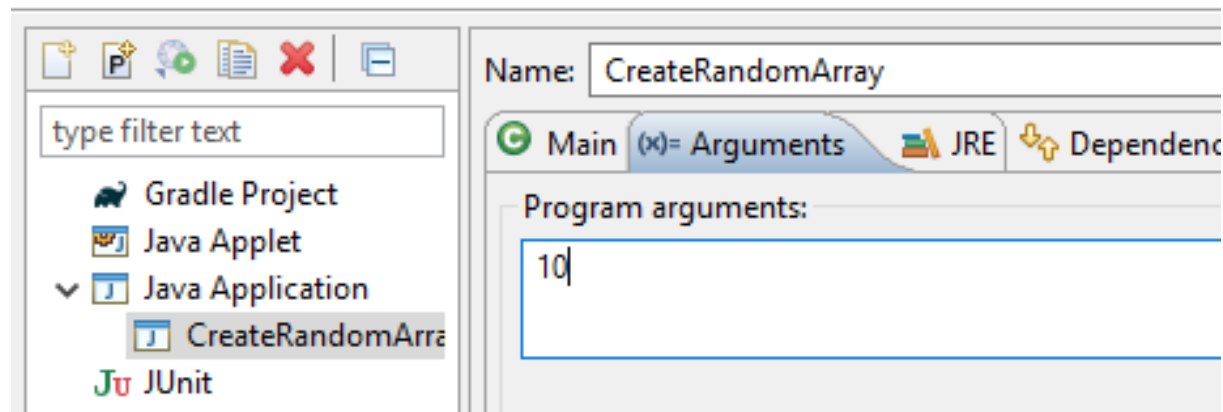 Name: CreateRandomArray
type filter text
Main (x)= Arguments JRE Dependenc
Gradle Project
Program arguments:
Java Applet
10
Java Application
CreateRandomArra
JUnit